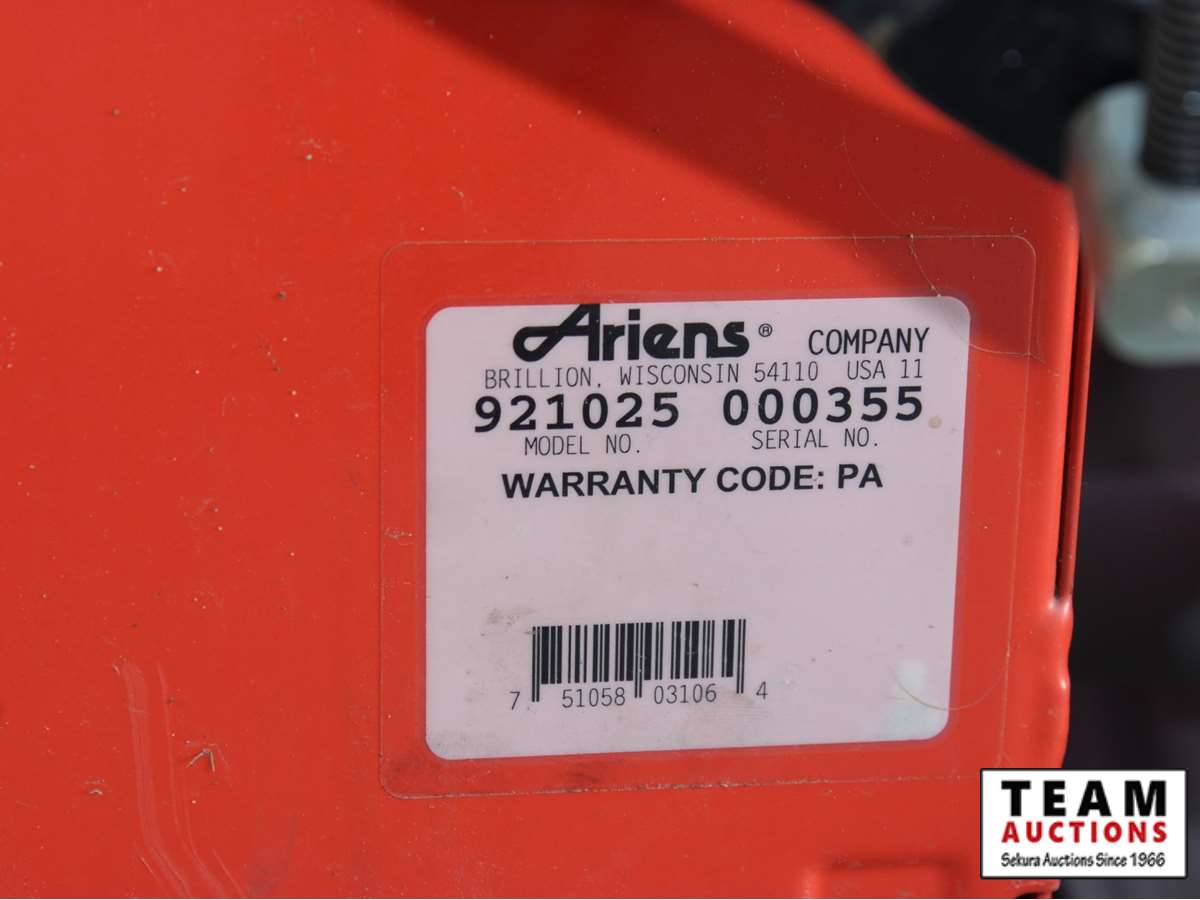 Ariens® COMPANY
BRILLION, WISCONSIN 54110 USA 11
921025 000355
MODEL NO. SERIAL NO.
WARRANTY CODE: PA
7 51058 03106 4
TEAM
AUCTIONS
Sekura Auctions Since 1966